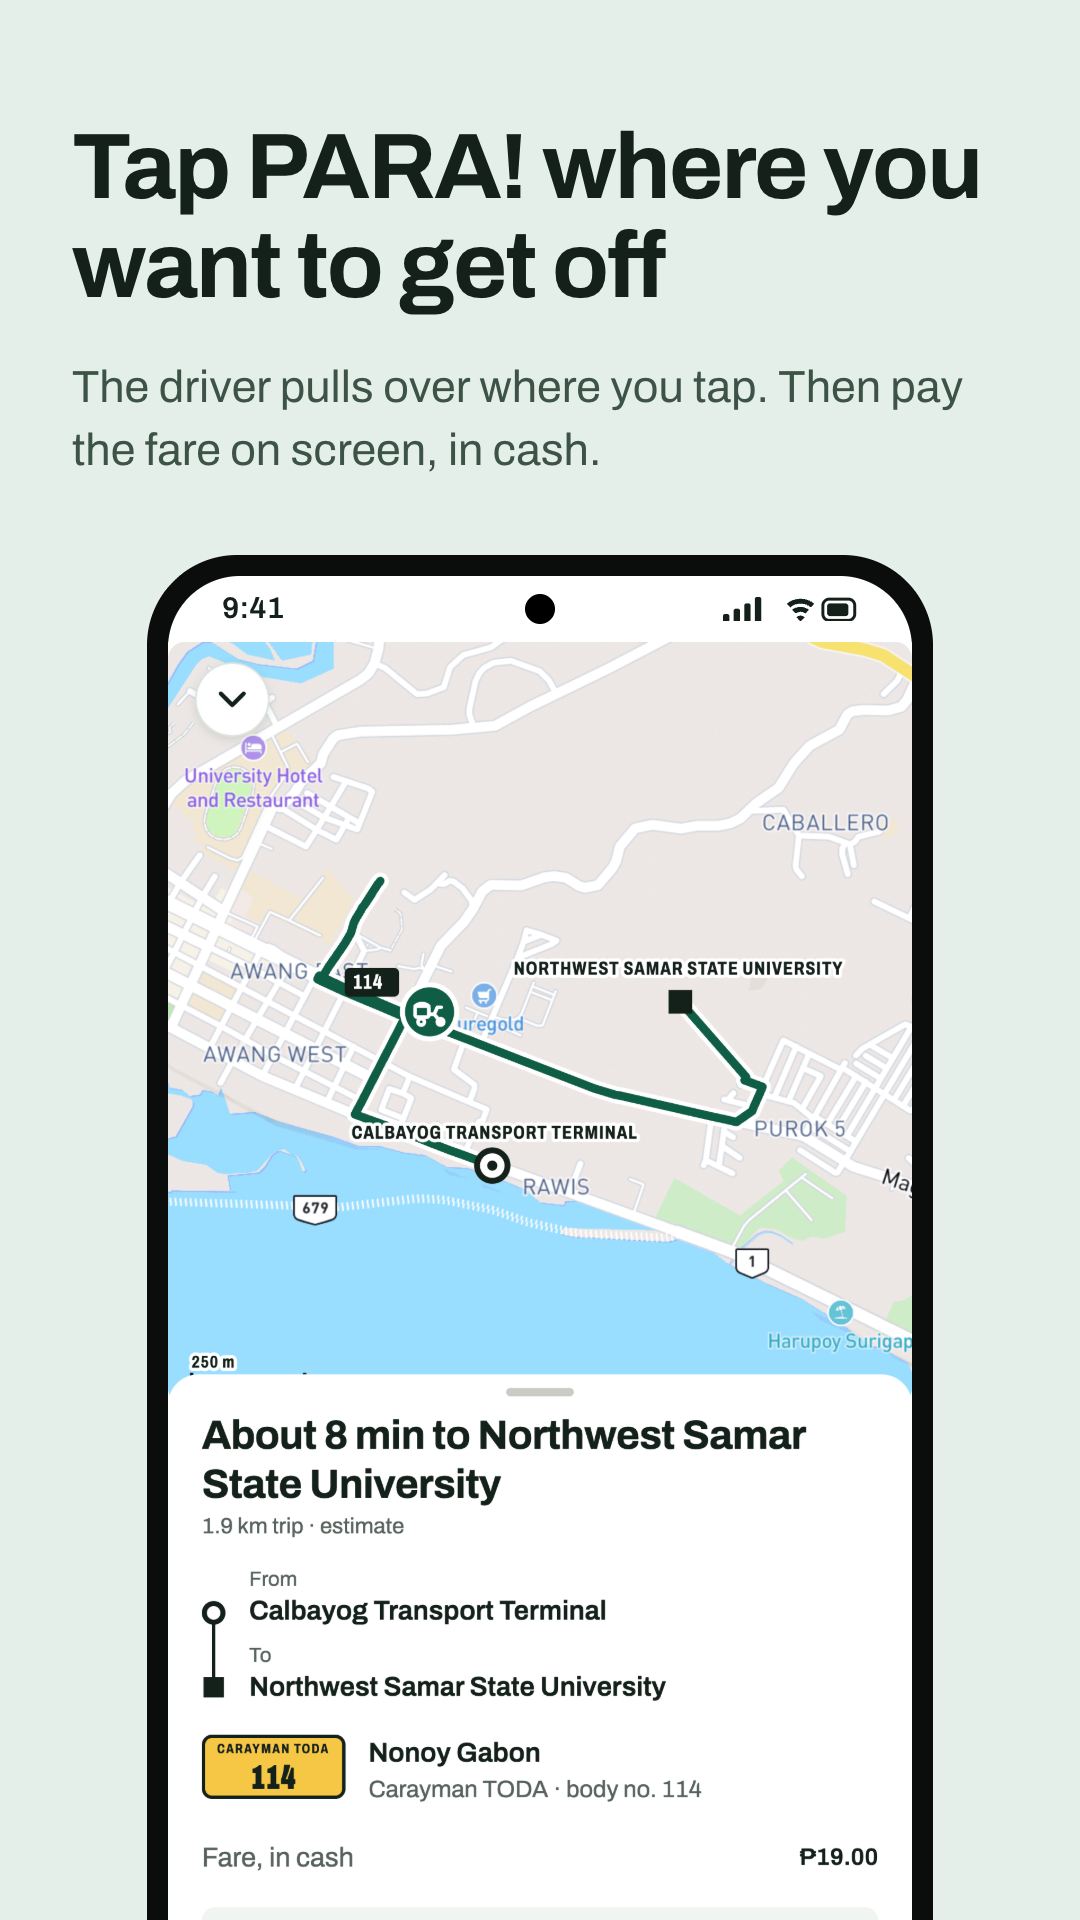 Tap PARA! where you
want to get off
The driver pulls over where you tap. Then pay
the fare on screen, in cash.
9:41
University Hotel
and Restaurant
CABALLERO
NORTHWEST SAMAR STATE UNIVERSITY
AWANG
114
uregold
AWANG WEST
CALBAYOG TRANSPORT TERMINAL
PUROK 5
RAWIS
Mag
679
1
Harupoy Surigap
250 m
About 8 min to Northwest Samar
State University
1.9 km trip · estimate
From
Calbayog Transport Terminal
To
Northwest Samar State University
CARAYMAN TODA
114
Nonoy Gabon
Carayman TODA · body no. 114
Fare, in cash
₱19.00